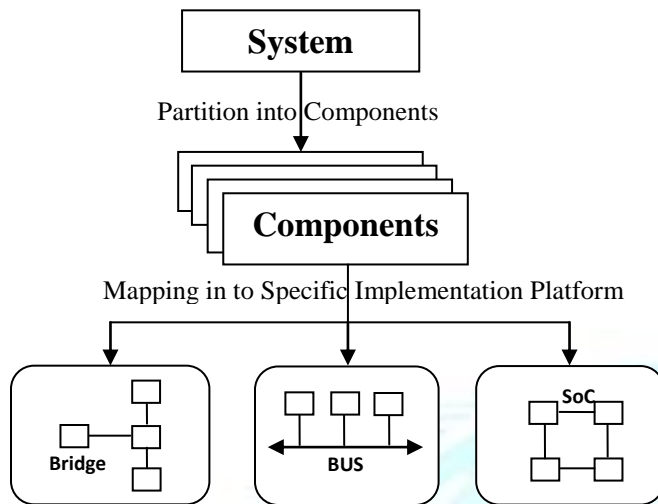 System
Partition into Components
Components
Mapping in to Specific Implementation Platform
Bridge
BUS
SoC